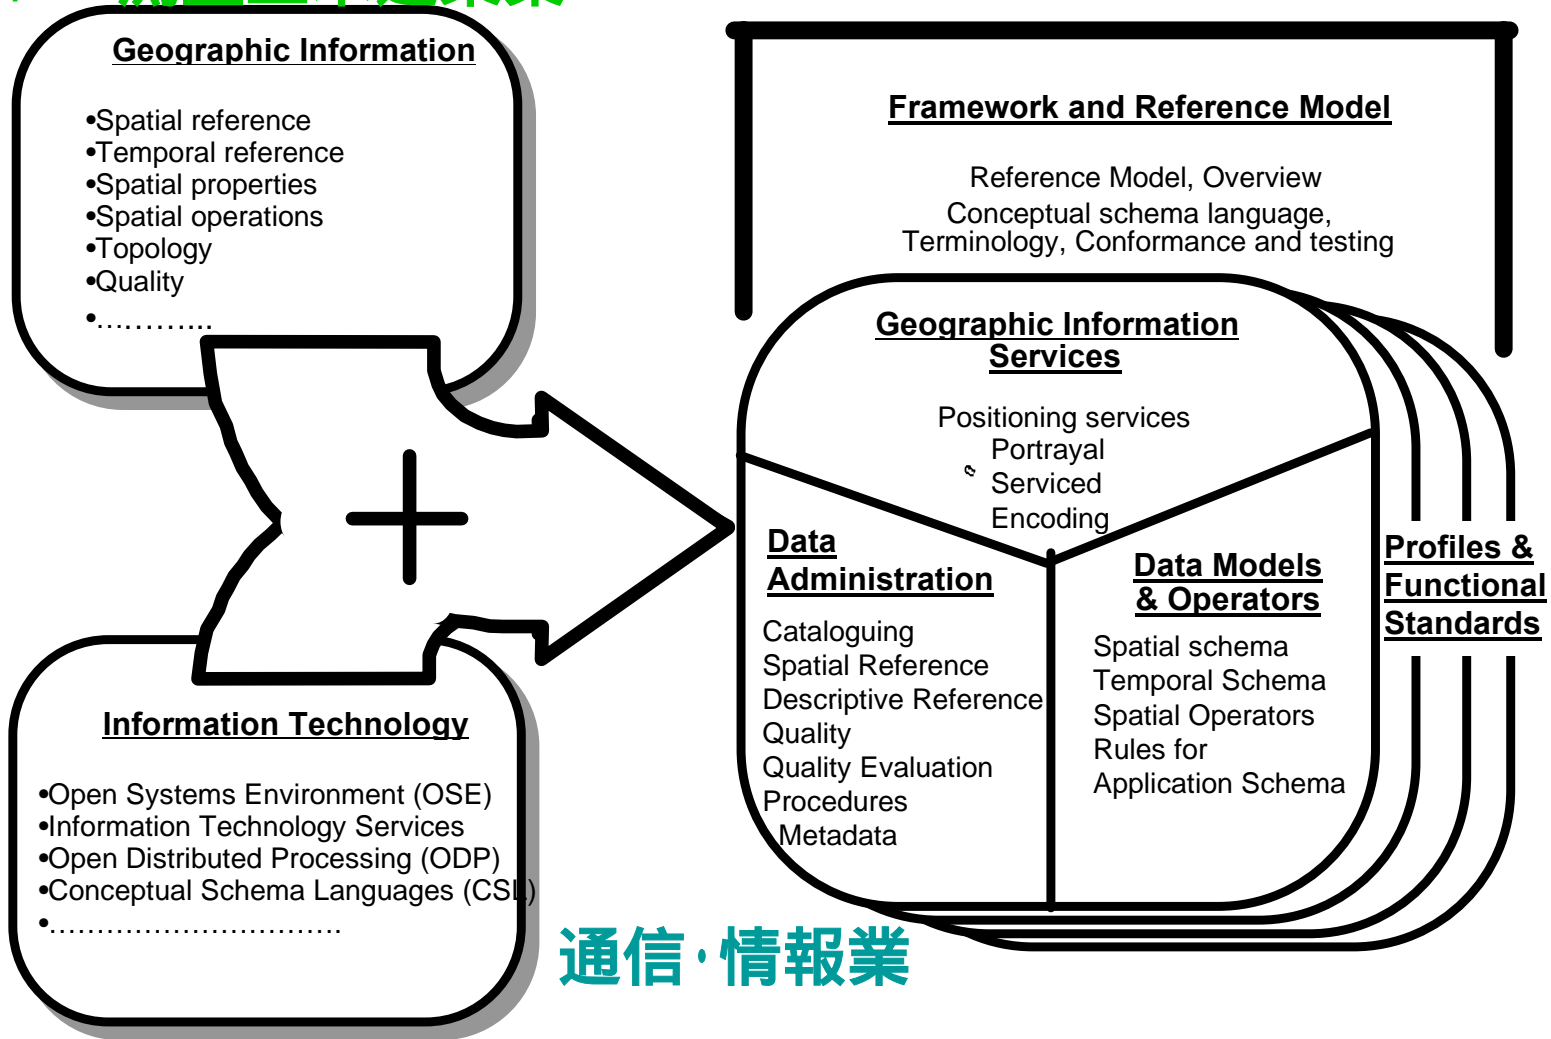 Geographic Information
•Spatial reference
•Temporal reference
•Spatial properties
•Spatial operations
•Topology
•Quality
•...........
Framework and Reference Model
Reference Model, Overview
Conceptual schema language,
Terminology, Conformance and testing
Geographic Information
Services
Positioning services
Portrayal
Serviced
Encoding
Data
Administration
Cataloguing
Spatial Reference
Descriptive Reference
Quality
Quality Evaluation
Procedures
Metadata
Data Models
& Operators
Spatial schema
Temporal Schema
Spatial Operators
Rules for
Application Schema
Profiles &
Functional
Standards
Information Technology
•Open Systems Environment (OSE)
•Information Technology Services
•Open Distributed Processing (ODP)
•Conceptual Schema Languages (CSL)
•................................
通信·情報業